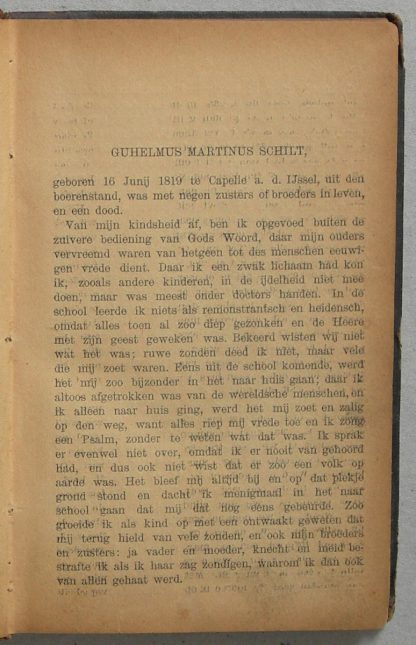 GUHELMUS MARTINUS SCHILT,
geboren 16 Junij 1819 te Capelle a. d. IJssel, uit den
boerenstand, was met negen zusters of broeders in leven,
en een dood.
Van mijn kindsheid af, ben ik opgevoed buiten de
zuivere bediening van Gods Woord, daar mijn ouders
vervreemd waren van hetgeen tot des menschen eeuwi-
gen vrede dient. Daar ik een zwak lichaam had kon
ik, zooals andere kinderen, in de ijdelheid niet mee
doen, maar was meest onder doctors handen. In de
school leerde ik niets als remonstrantsch en heidensch,
omdat alles toen al zoo diep gezonken en de Heere
met zijn geest geweken was. Bekeerd wisten wij niet
wat het was; ruwe zonden deed ik niet, maar vele
die mij zoet waren. Eens uit de school komende, werd
het mij zoo bijzonder in het naar huis gaan; daar ik
altoos afgetrokken was van de wereldsche menschen, en
ik alleen naar huis ging, werd het mij zoet en zalig
op den weg, want alles riep mij vrede toe en ik zong
een Psalm, zonder te weten wat dat was. Ik sprak
er evenwel niet over, omdat ik er nooit van gehoord
had, en dus ook niet wist dat er zoo een volk op
aarde was. Het bleef mij altijd bij en op dat plekje
grond stond en dacht ik menigmaal in het naar
school gaan dat mij dat nog eens gebeurde. Zoo
groeide ik als kind op met een ontwaakt geweten dat
mij terug hield van vele zonden, en ook mijn broeders
en zusters: ja vader en moeder, knecht en meid be-
strafte ik als ik haar zag zondigen, waarom ik dan ook
van allen gehaat werd.